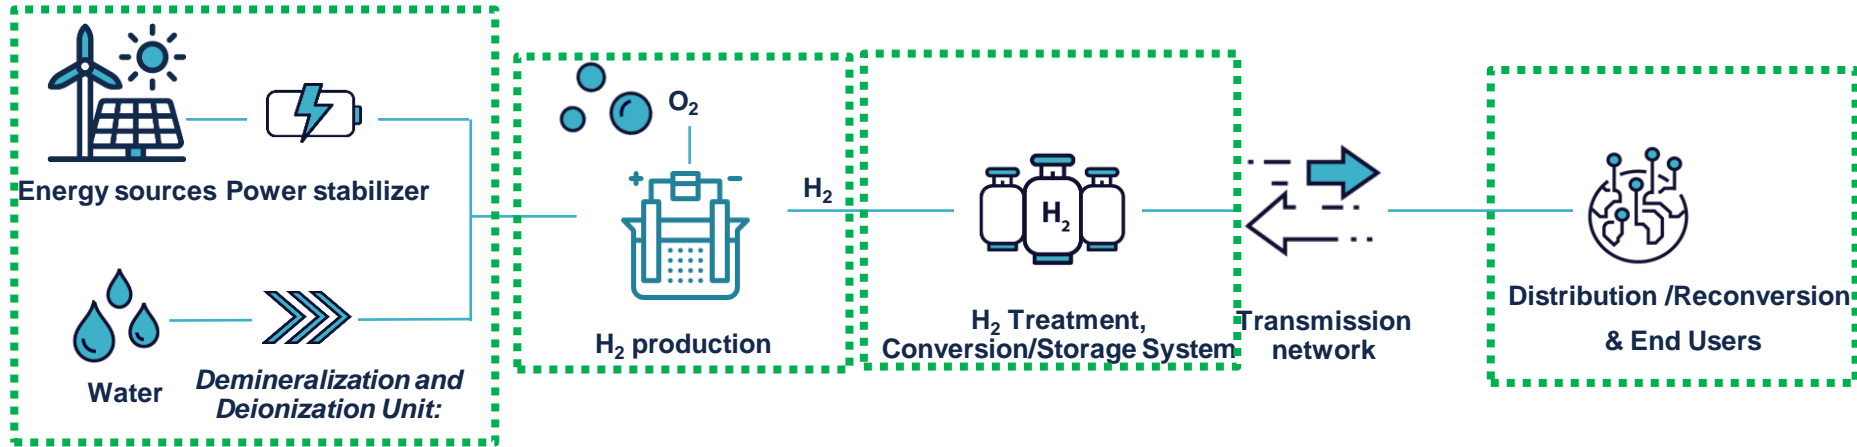 Energy sources
Power stabilizer
Water
Demineralization and
Deionization Unit:
O₂
+
−
H₂ production
H₂
H₂
H₂ Treatment,
Conversion/Storage System
Transmission
network
Distribution /Reconversion
& End Users